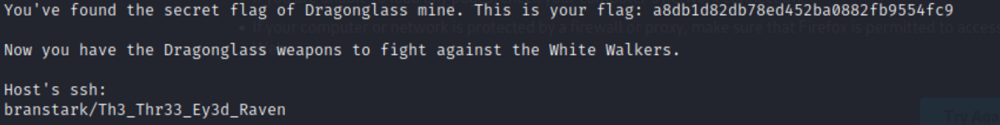 You've found the secret flag of Dragonglass mine. This is your flag: a8db1d82db78ed452ba0882fb9554fc9
If your computer or network is protected by a firewall or proxy, make sure that Firefox is permitted to access
Now you have the Dragonglass weapons to fight against the White Walkers.
Host's ssh:
branstark/Th3_Thr33_Ey3d_Raven
Try Aga